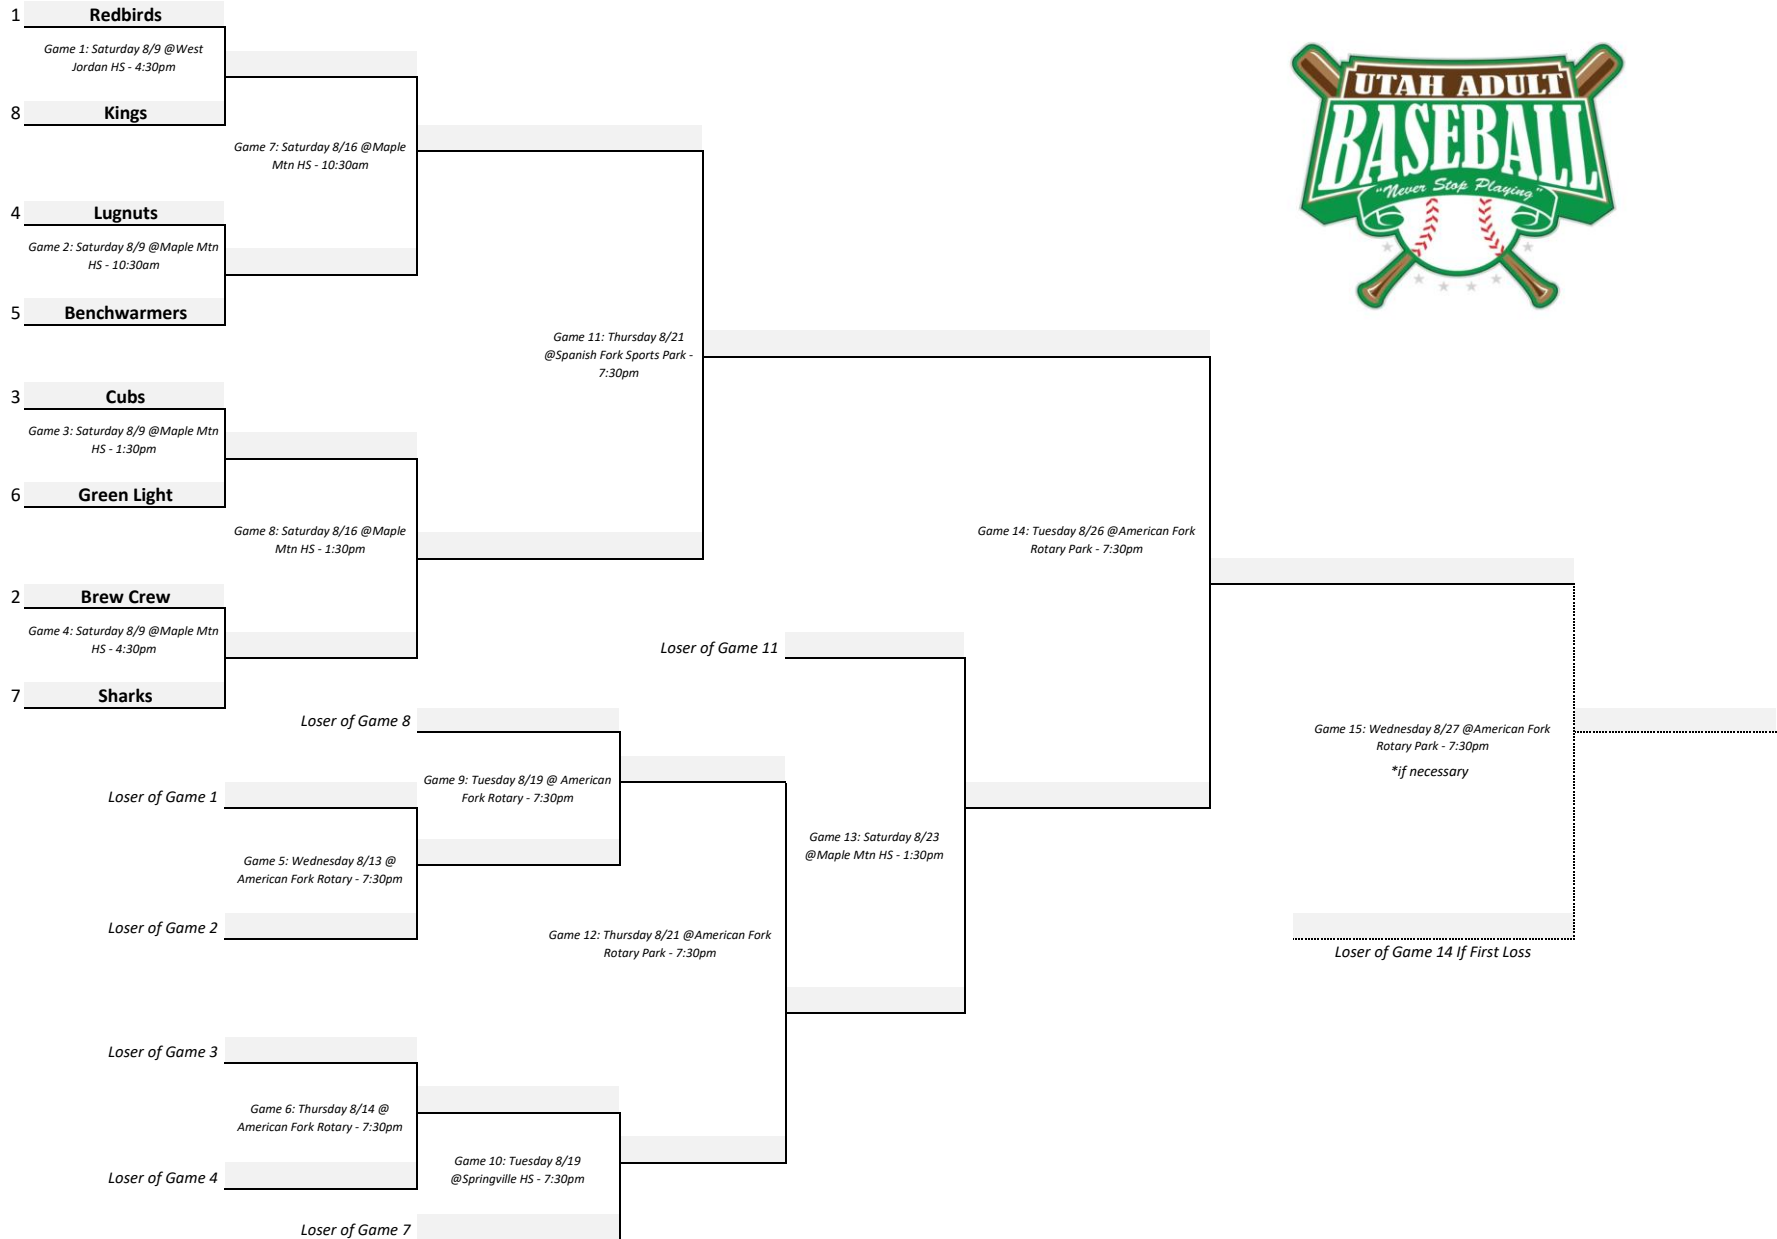 1 Redbirds
Game 1: Saturday 8/9 @West
Jordan HS - 4:30pm
8 Kings
Game 7: Saturday 8/16 @Maple
Mtn HS - 10:30am
4 Lugnuts
Game 2: Saturday 8/9 @Maple Mtn
HS - 10:30am
5 Benchwarmers
UTAH ADULT
BASEBALL
"Never Stop Playing"
Game 11: Thursday 8/21
@Spanish Fork Sports Park -
7:30pm
3 Cubs
Game 3: Saturday 8/9 @Maple Mtn
HS - 1:30pm
6 Green Light
Game 8: Saturday 8/16 @Maple
Mtn HS - 1:30pm
Game 14: Tuesday 8/26 @American Fork
Rotary Park - 7:30pm
2 Brew Crew
Game 4: Saturday 8/9 @Maple Mtn
HS - 4:30pm
7 Sharks
Loser of Game 11
Loser of Game 8
Game 15: Wednesday 8/27 @American Fork
Rotary Park - 7:30pm
*if necessary
Game 9: Tuesday 8/19 @ American
Fork Rotary - 7:30pm
Loser of Game 1
Game 13: Saturday 8/23
@Maple Mtn HS - 1:30pm
Game 5: Wednesday 8/13 @
American Fork Rotary - 7:30pm
Loser of Game 2
Game 12: Thursday 8/21 @American Fork
Rotary Park - 7:30pm
Loser of Game 14 If First Loss
Loser of Game 3
Game 6: Thursday 8/14 @
American Fork Rotary - 7:30pm
Game 10: Tuesday 8/19
@Springville HS - 7:30pm
Loser of Game 4
Loser of Game 7